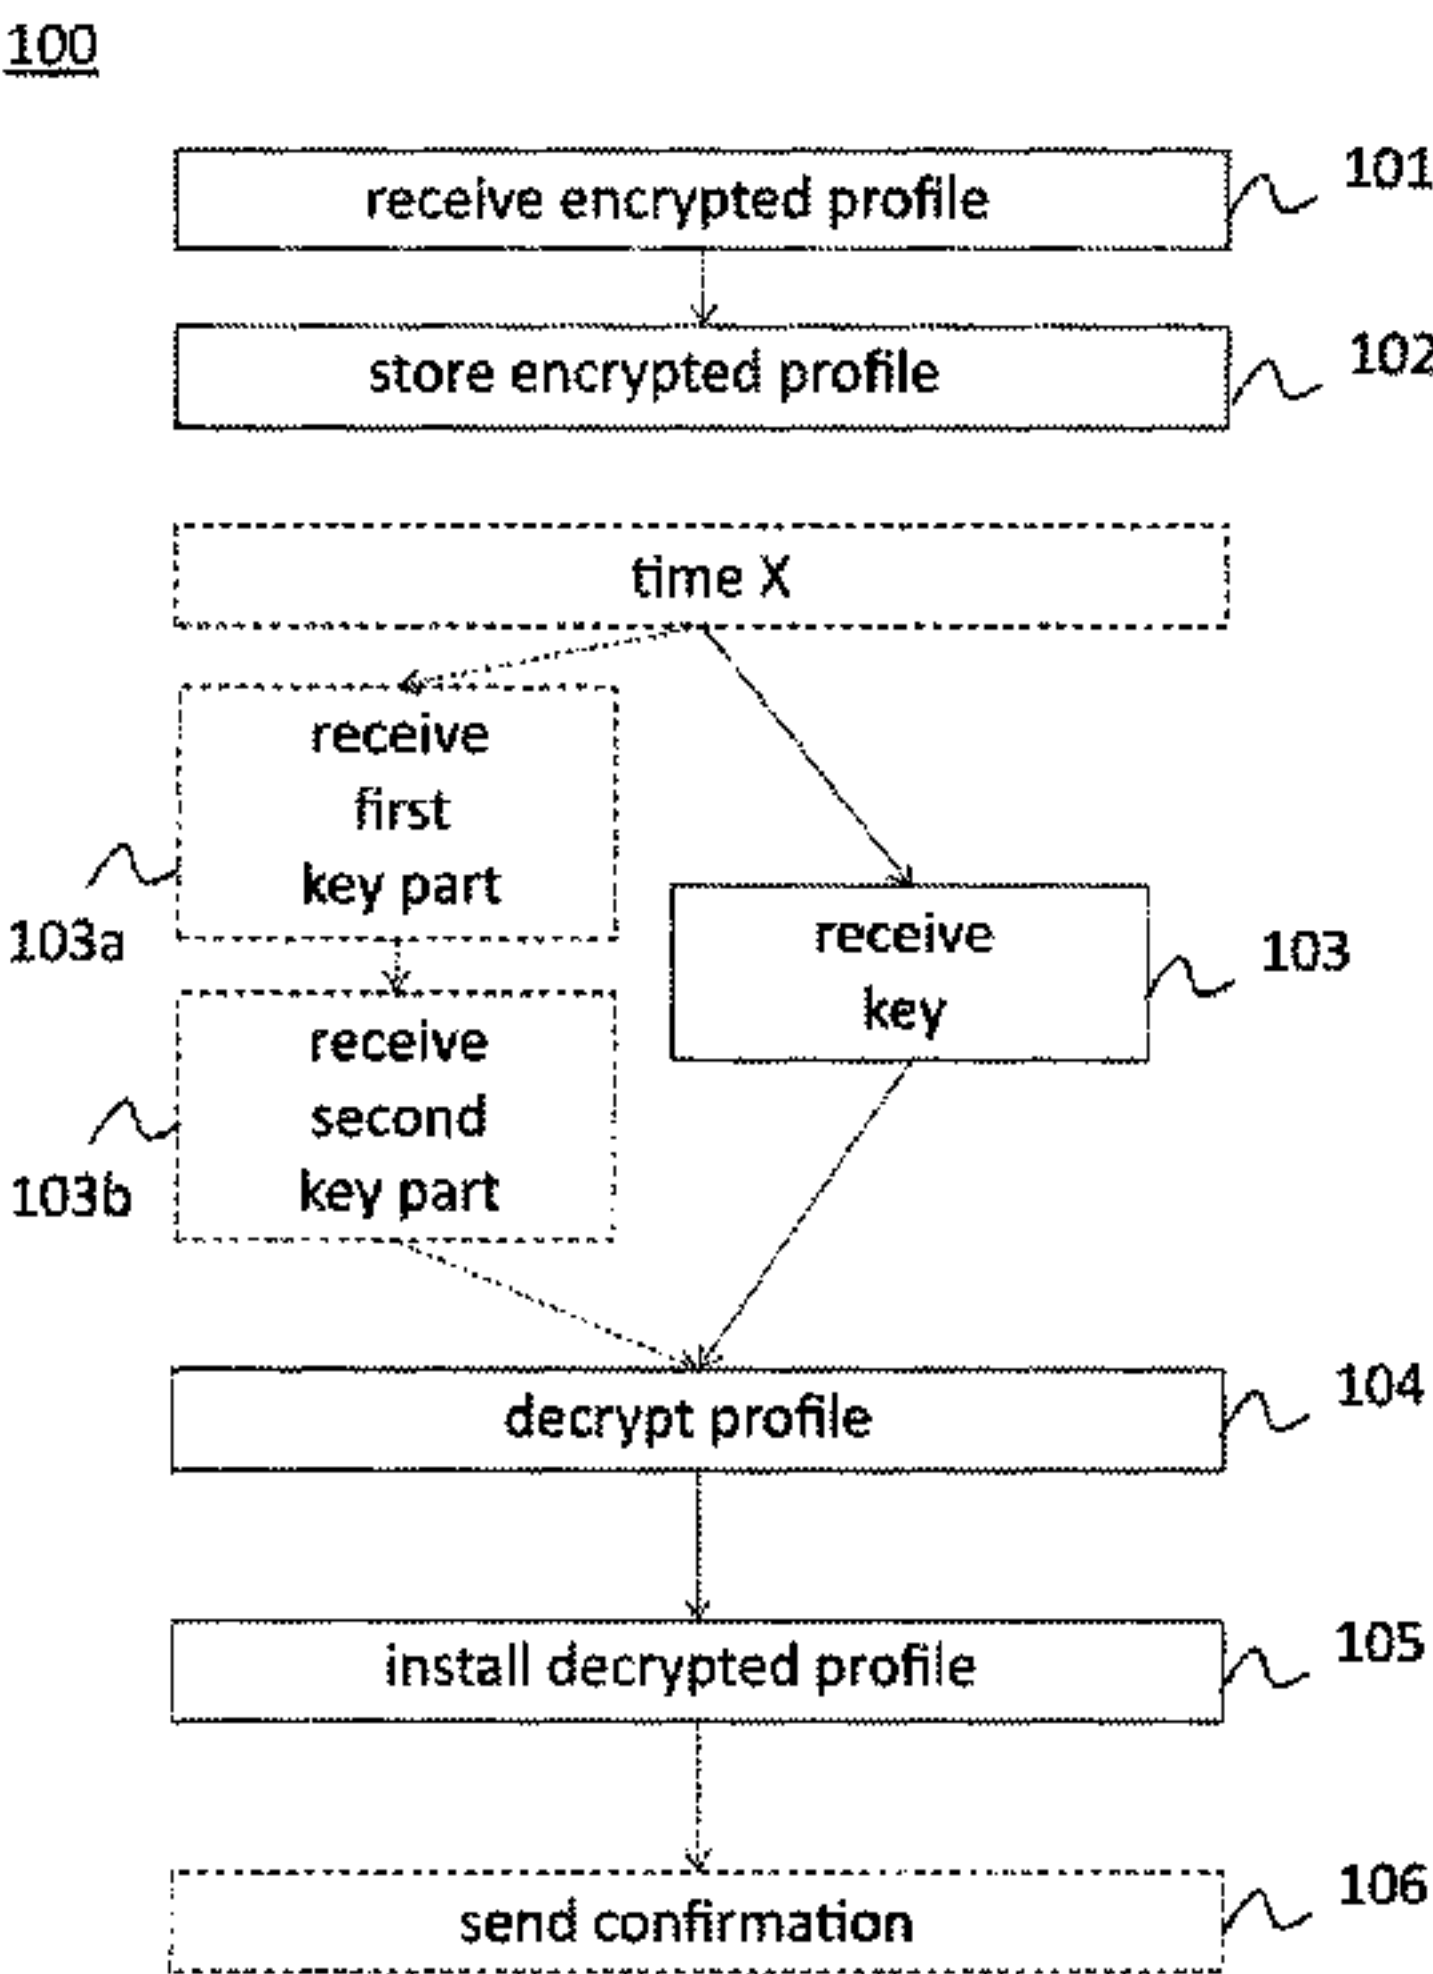 100
receive encrypted profile
101
store encrypted profile
102
time X
receive
first
key part
103a
receive
key
103
receive
second
key part
103b
decrypt profile
104
install decrypted profile
105
send confirmation
106